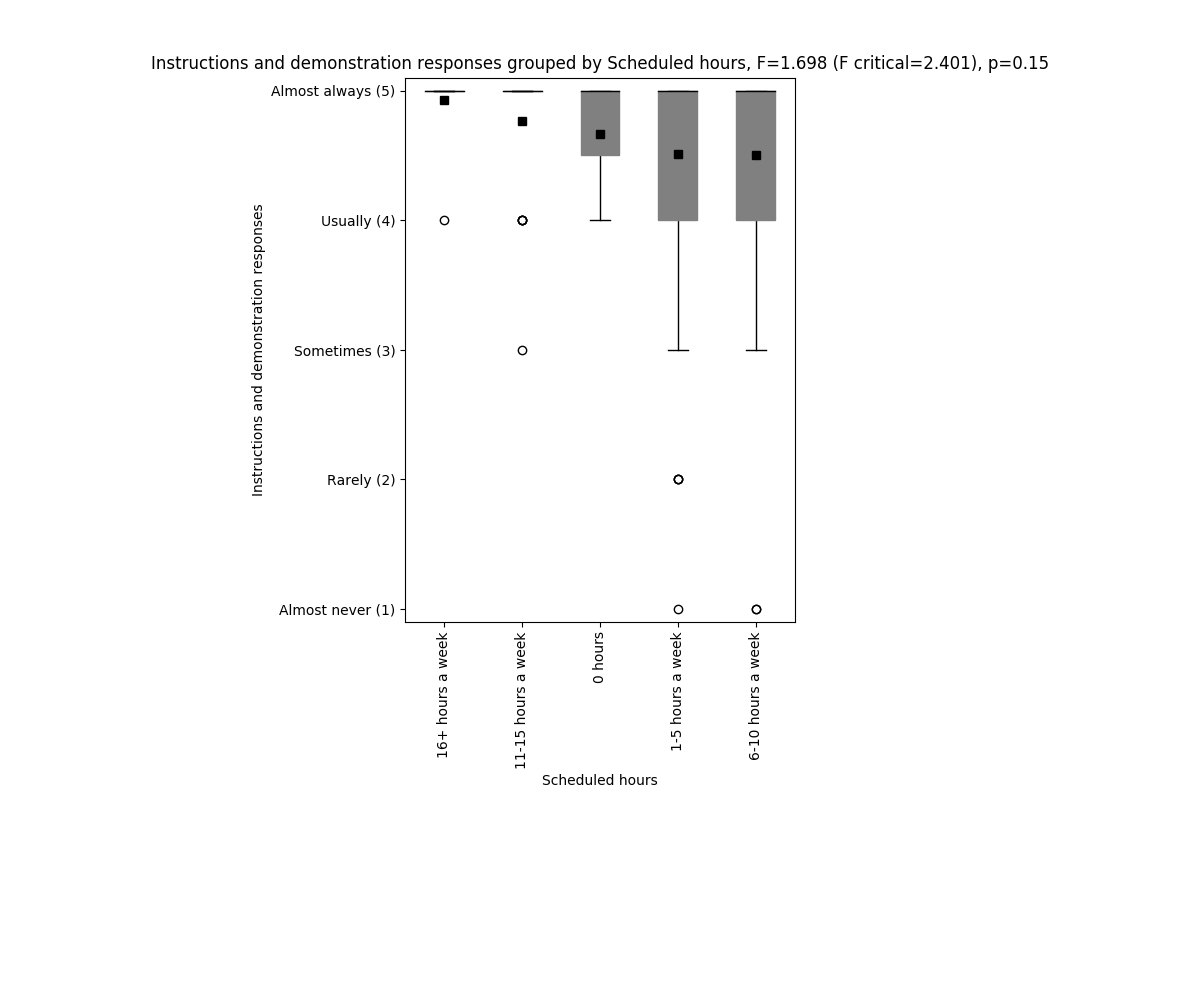 Instructions and demonstration responses grouped by Scheduled hours, F=1.698 (F critical=2.401), p=0.15
Instructions and demonstration responses
Almost always (5)
Usually (4)
Sometimes (3)
Rarely (2)
Almost never (1)
16+ hours a week
11-15 hours a week
0 hours
1-5 hours a week
6-10 hours a week
Scheduled hours